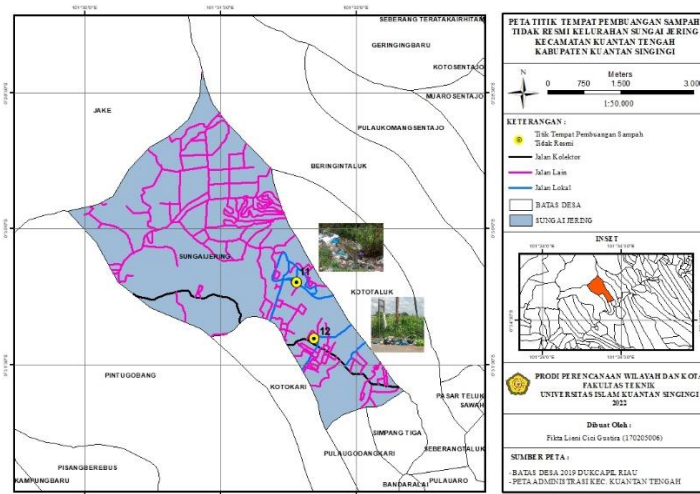 SEBERANG TERATAKAIRHITAM
GERINGINGBARU
KOTOSENTAJO
JAKE
MUARO SENTAJO
PULAUKOMANGSENTAJO
BERINGINTALUK
SUNGAIJERING
11
KOTOTALUK
12
PINTUGOBANG
KOTOKARI
PASAR TELUK
SAWAH
SIMPANG TIGA
PULAUGODANGKARI
SEBERANGTALUK
PISANGBEREBUS
KAMPUNGBARU
BANDARALAI
PULAUARO
PETA TITIK TEMPAT PEMBUANGAN SAMPAH
TIDAK RESMI KELURAHAN SUNGAI JERING
KECAMATAN KUANTAN TENGAH
KABUPATEN KUANTAN SINGINGI
N
Meters
0 750 1.500 3.000
1:50.000
KETERANGAN :
Titik Tempat Pembuangan Sampah
Tidak Resmi
Jalan Kolektor
Jalan Lain
Jalan Lokal
BATAS DESA
SUNGAI JERING
INSET
PRODI PERENCANAAN WILAYAH DAN KOTA
FAKULTAS TEKNIK
UNIVERSITAS ISLAM KUANTAN SINGINGI
2022
Dibuat Oleh :
(170205006)
SUMBER PETA :
-BATAS DESA 2019 DUKCAPIL RIAU
-PETA ADMINISTRASI KEC. KUANTAN TENGAH